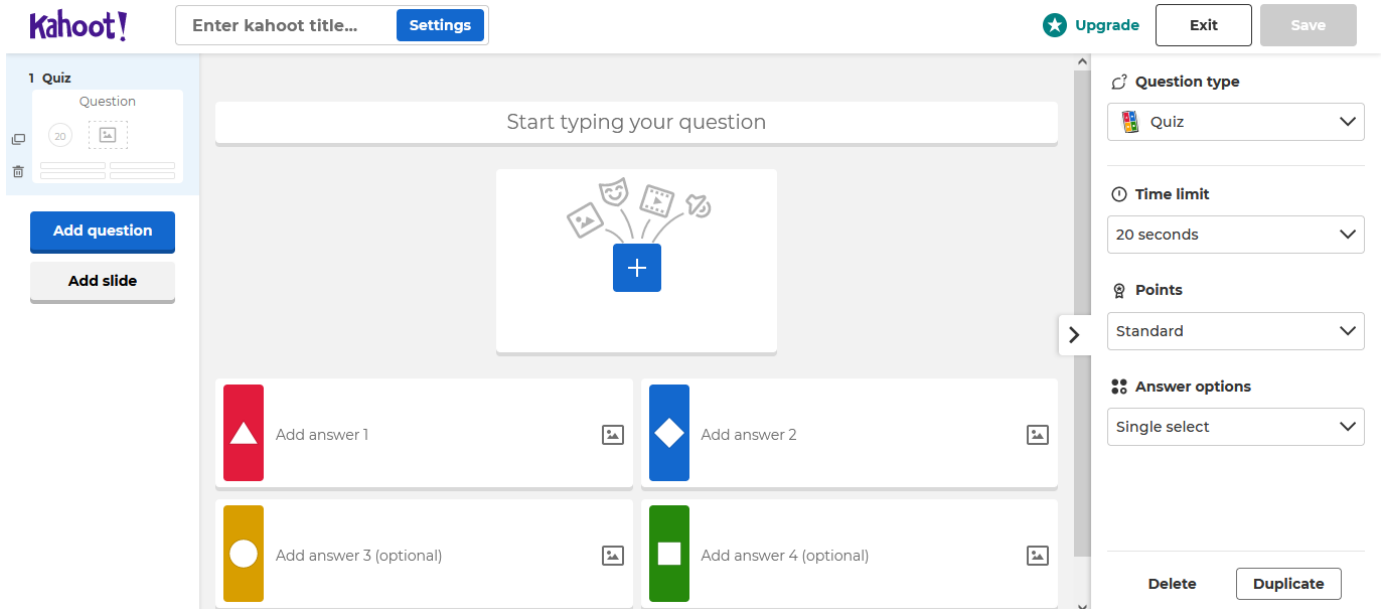 Kahoot!
Enter kahoot title...
Settings
Upgrade
Exit
Save
1 Quiz
Question
20
Add question
Add slide
Start typing your question
Add answer 1
Add answer 2
Add answer 3 (optional)
Add answer 4 (optional)
Question type
Quiz
Time limit
20 seconds
Points
Standard
Answer options
Single select
Delete
Duplicate